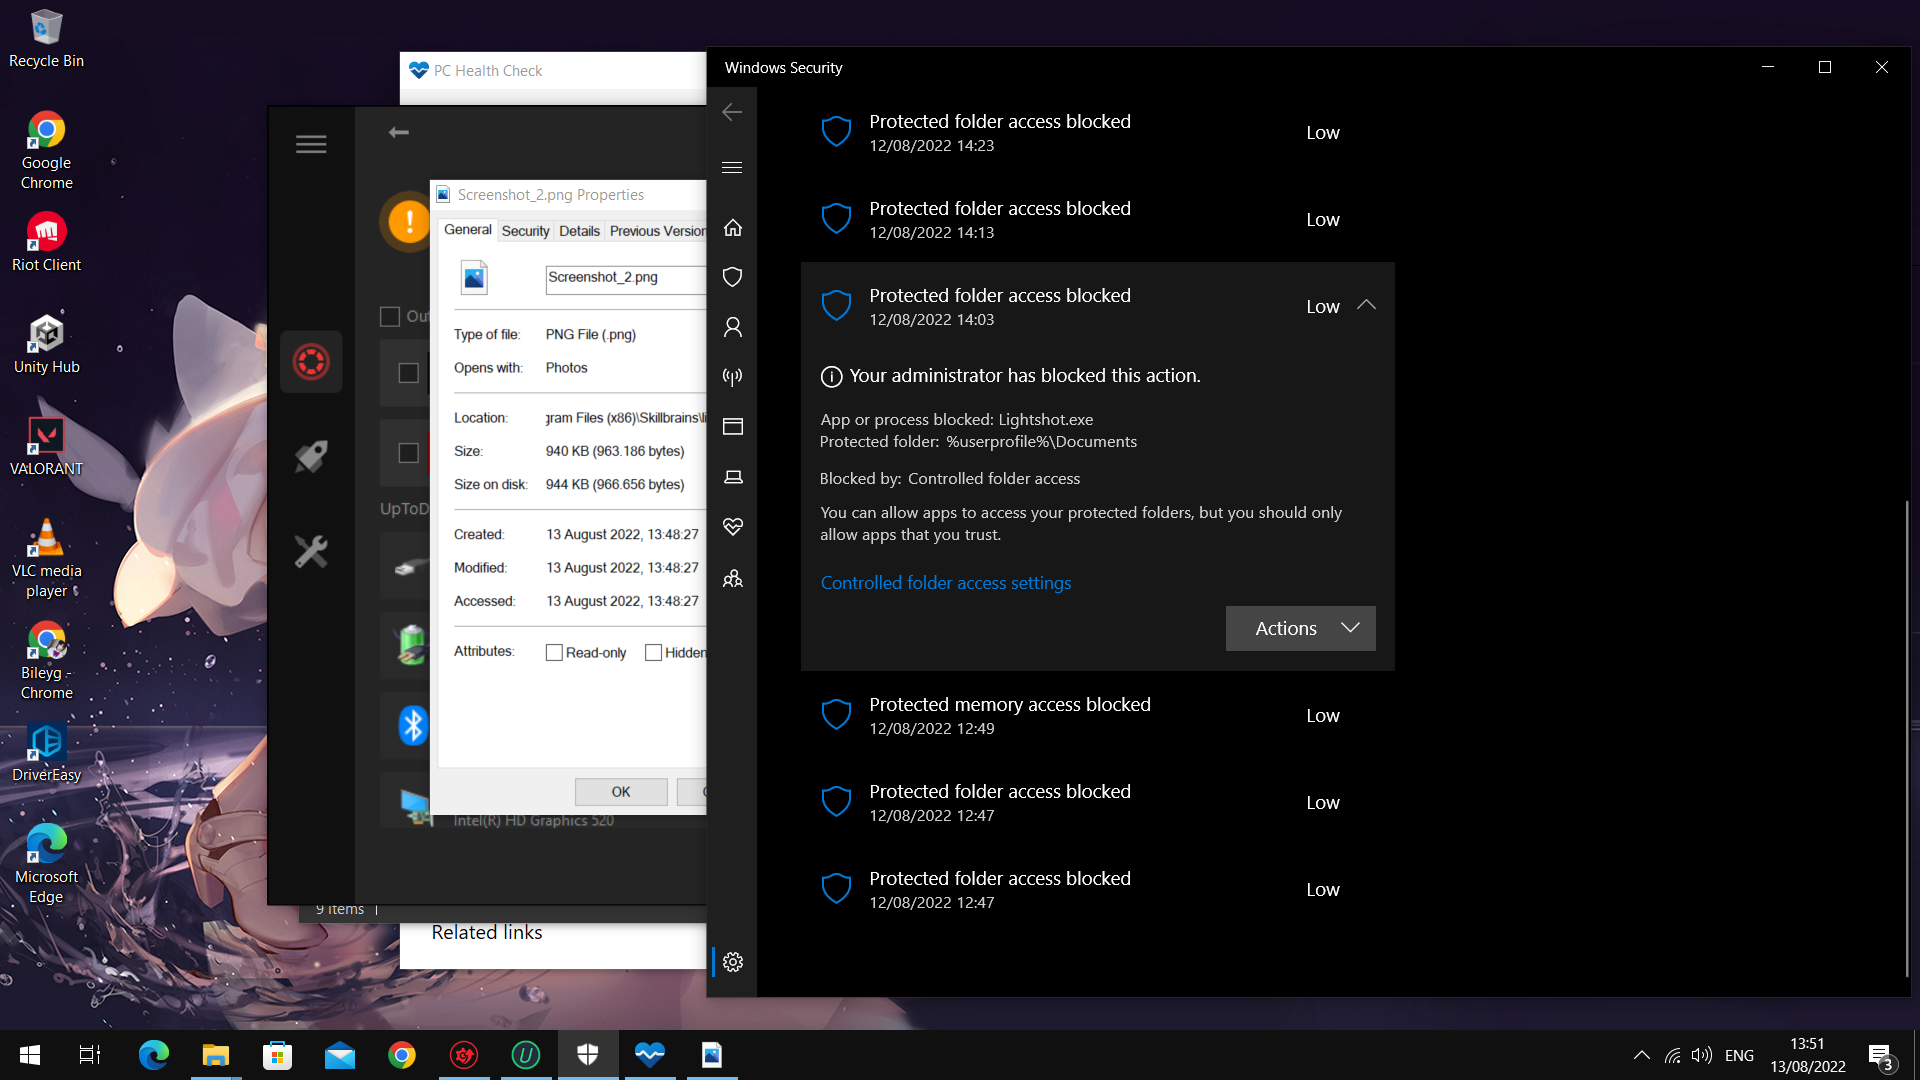 Recycle Bin
Google
Chrome
Riot Client
Unity Hub
VALORANT
VLC media
player
Bileyg -
Chrome
DriverEasy
Microsoft
Edge
PC Health Check
Screenshot_2.png Properties
General Security Details Previous Version
Screenshot_2.png
Type of file: PNG File (.png)
Opens with: Photos
Location: gram Files (x86)\Skillbrains\li
Size: 940 KB (963.186 bytes)
Size on disk: 944 KB (966.656 bytes)
Created: 13 August 2022, 13:48:27
Modified: 13 August 2022, 13:48:27
Accessed: 13 August 2022, 13:48:27
Attributes: Read-only Hidden
OK
Out
UpToD
Intel(R) HD Graphics 520
9 items
Related links
Windows Security
Protected folder access blocked Low
12/08/2022 14:23
Protected folder access blocked Low
12/08/2022 14:13
Protected folder access blocked Low
12/08/2022 14:03
Your administrator has blocked this action.
App or process blocked: Lightshot.exe
Protected folder: %userprofile%\Documents
Blocked by: Controlled folder access
You can allow apps to access your protected folders, but you should only
allow apps that you trust.
Controlled folder access settings
Actions
Protected memory access blocked Low
12/08/2022 12:49
Protected folder access blocked Low
12/08/2022 12:47
Protected folder access blocked Low
12/08/2022 12:47
ENG
13:51
13/08/2022
3